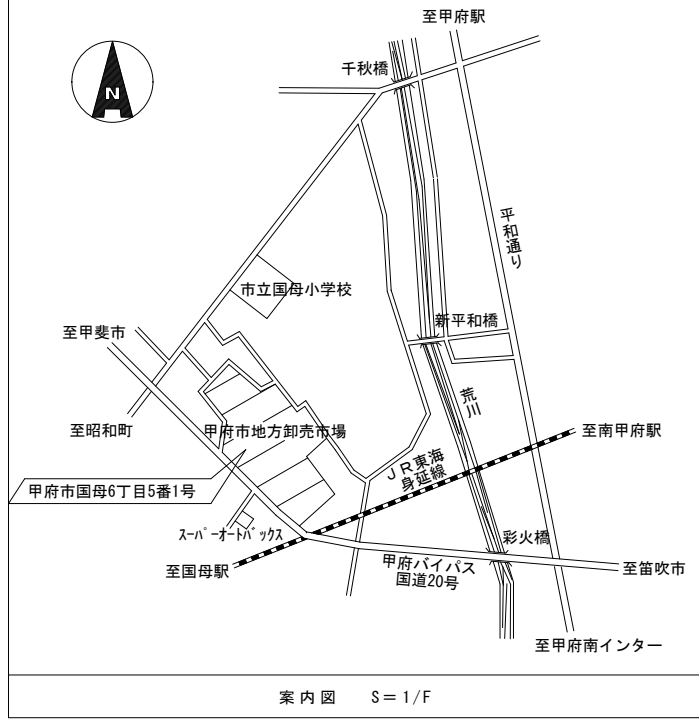 至甲府駅
千秋橋
N
平和通り
市立国母小学校
新平和橋
至甲斐市
荒川
至昭和町
甲府市地方卸売市場
至南甲府駅
JR東海
身延線
甲府市国母6丁目5番1号
スーパーオートバックス
彩火橋
至国母駅
甲府バイパス
国道20号
至笛吹市
至甲府南インター
案内図 S=1/F